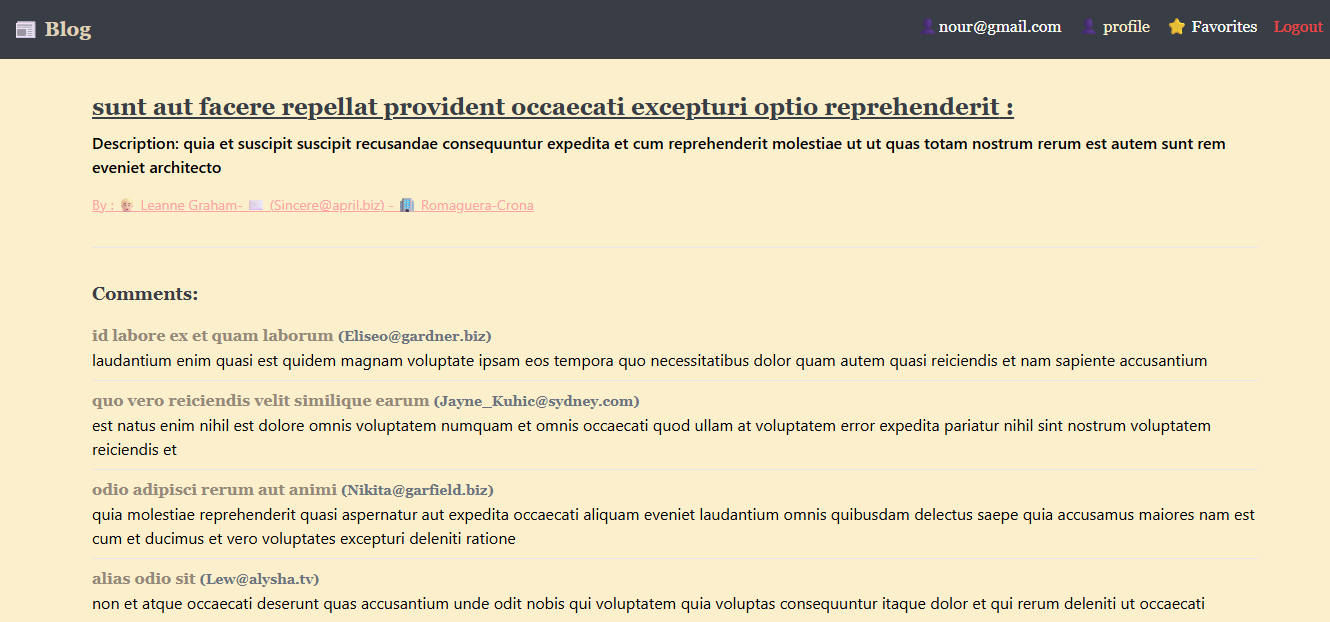 Blog
nour@gmail.com profile Favorites Logout
sunt aut facere repellat provident occaecati excepturi optio reprehenderit :
Description: quia et suscipit suscipit recusandae consequuntur expedita et cum reprehenderit molestiae ut ut quas totam nostrum rerum est autem sunt rem
eveniet architecto
By : Leanne Graham- (Sincere@april.biz) - Romaguera-Crona
Comments:
id labore ex et quam laborum (Eliseo@gardner.biz)
laudantium enim quasi est quidem magnam voluptate ipsam eos tempora quo necessitatibus dolor quam autem quasi reiciendis et nam sapiente accusantium
quo vero reiciendis velit similique earum (Jayne_Kuhic@sydney.com)
est natus enim nihil est dolore omnis voluptatem numquam et omnis occaecati quod ullam at voluptatem error expedita pariatur nihil sint nostrum voluptatem
reiciendis et
odio adipisci rerum aut animi (Nikita@garfield.biz)
quia molestiae reprehenderit quasi aspernatur aut expedita occaecati aliquam eveniet laudantium omnis quibusdam delectus saepe quia accusamus maiores nam est
cum et ducimus et vero voluptates excepturi deleniti ratione
alias odio sit (Lew@alysha.tv)
non et atque occaecati deserunt quas accusantium unde odit nobis qui voluptatem quia voluptas consequuntur itaque dolor et qui rerum deleniti ut occaecati